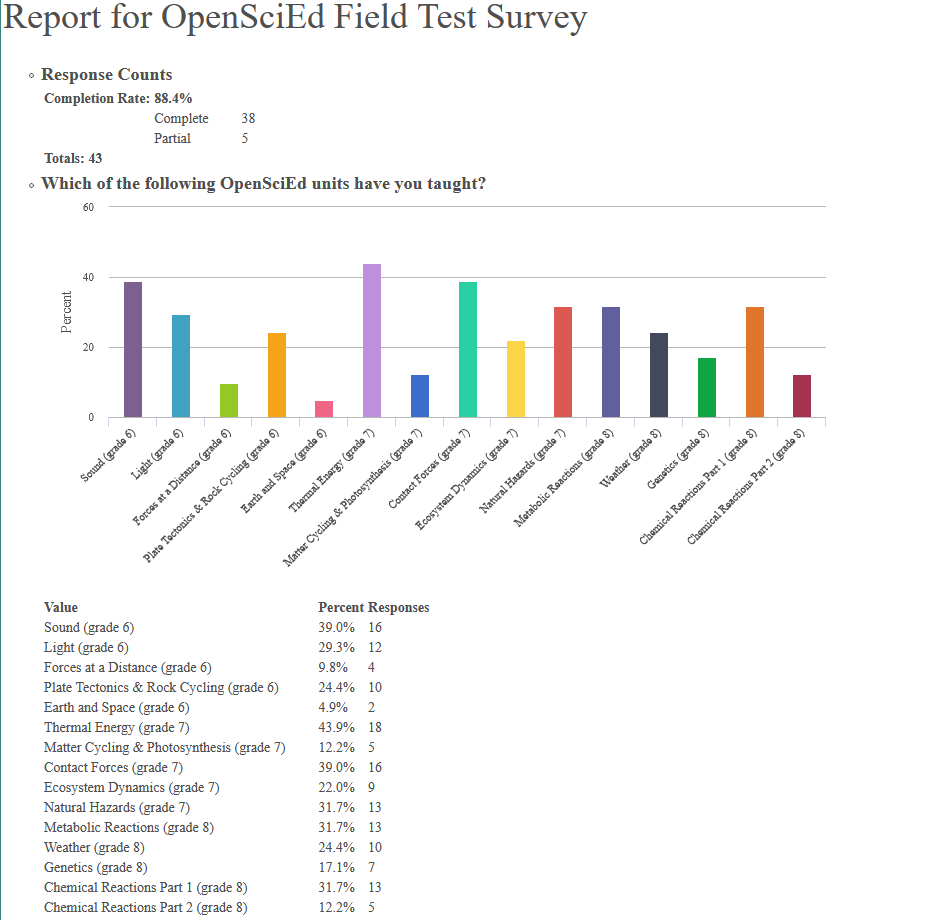 Report for OpenSciEd Field Test Survey
Response Counts
Completion Rate: 88.4%
Complete 38
Partial 5
Totals: 43
Which of the following OpenSciEd units have you taught?
60
40
20
0
Percent
Sound (grade 6)
Light (grade 6)
Forces at a Distance (grade 6)
Plate Tectonics & Rock Cycling (grade 6)
Earth and Space (grade 6)
Thermal Energy (grade 7)
Matter Cycling & Photosynthesis (grade 7)
Contact Forces (grade 7)
Ecosystem Dynamics (grade 7)
Natural Hazards (grade 7)
Metabolic Reactions (grade 8)
Weather (grade 8)
Genetics (grade 8)
Chemical Reactions Part 1 (grade 8)
Chemical Reactions Part 2 (grade 8)
Value Percent Responses
Sound (grade 6) 39.0% 16
Light (grade 6) 29.3% 12
Forces at a Distance (grade 6) 9.8% 4
Plate Tectonics & Rock Cycling (grade 6) 24.4% 10
Earth and Space (grade 6) 4.9% 2
Thermal Energy (grade 7) 43.9% 18
Matter Cycling & Photosynthesis (grade 7) 12.2% 5
Contact Forces (grade 7) 39.0% 16
Ecosystem Dynamics (grade 7) 22.0% 9
Natural Hazards (grade 7) 31.7% 13
Metabolic Reactions (grade 8) 31.7% 13
Weather (grade 8) 24.4% 10
Genetics (grade 8) 17.1% 7
Chemical Reactions Part 1 (grade 8) 31.7% 13
Chemical Reactions Part 2 (grade 8) 12.2% 5